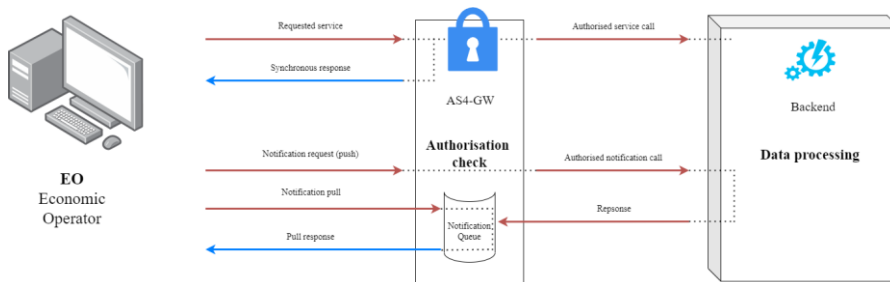 Requested service
Authorised service call
Synchronous response
AS4-GW
Backend
Authorisation
check
Notification request (push)
Authorised notification call
Data processing
EO
Economic
Operator
Notification pull
Repsonse
Notification
Queue
Pull response